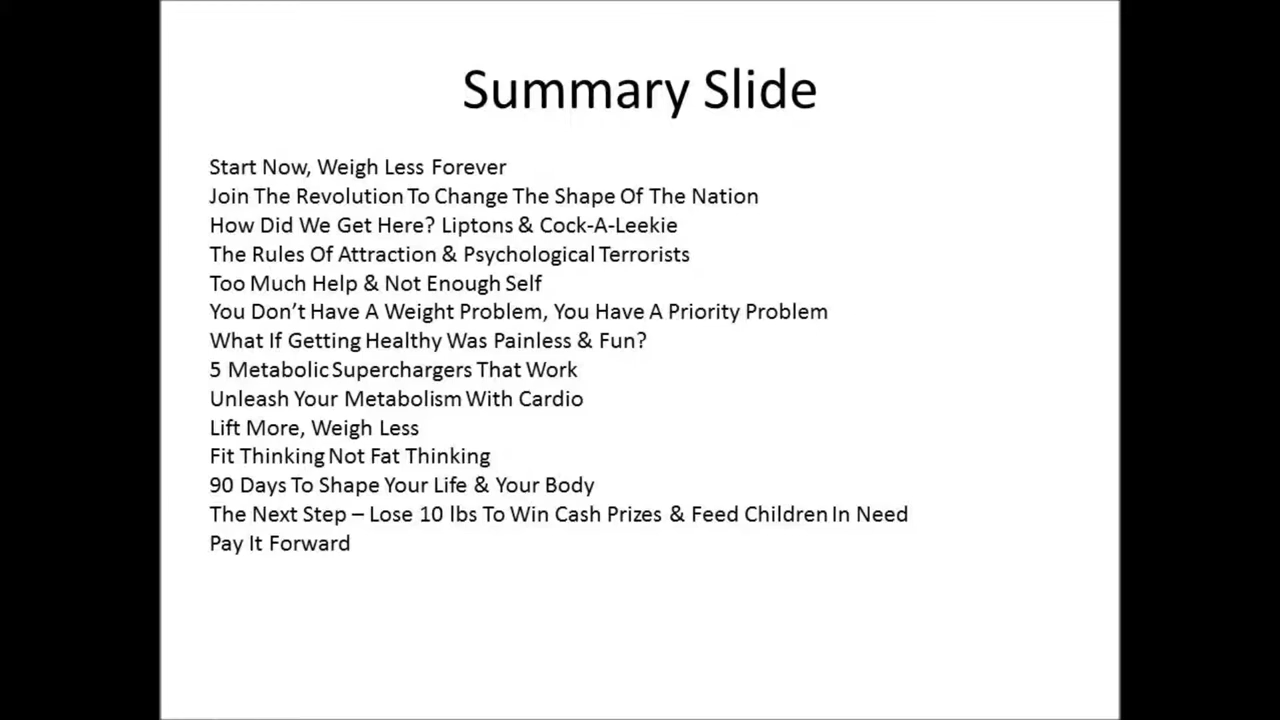 Summary Slide
Start Now, Weigh Less Forever
Join The Revolution To Change The Shape Of The Nation
How Did We Get Here? Liptons & Cock-A-Leekie
The Rules Of Attraction & Psychological Terrorists
Too Much Help & Not Enough Self
You Don’t Have A Weight Problem, You Have A Priority Problem
What If Getting Healthy Was Painless & Fun?
5 Metabolic Superchargers That Work
Unleash Your Metabolism With Cardio
Lift More, Weigh Less
Fit Thinking Not Fat Thinking
90 Days To Shape Your Life & Your Body
The Next Step – Lose 10 lbs To Win Cash Prizes & Feed Children In Need
Pay It Forward